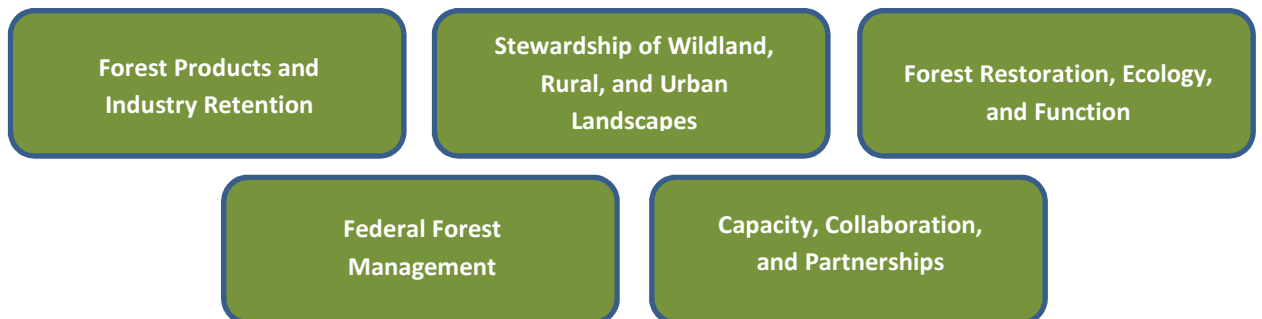 Forest Products and
Industry Retention
Stewardship of Wildland,
Rural, and Urban
Landscapes
Forest Restoration, Ecology,
and Function
Federal Forest
Management
Capacity, Collaboration,
and Partnerships